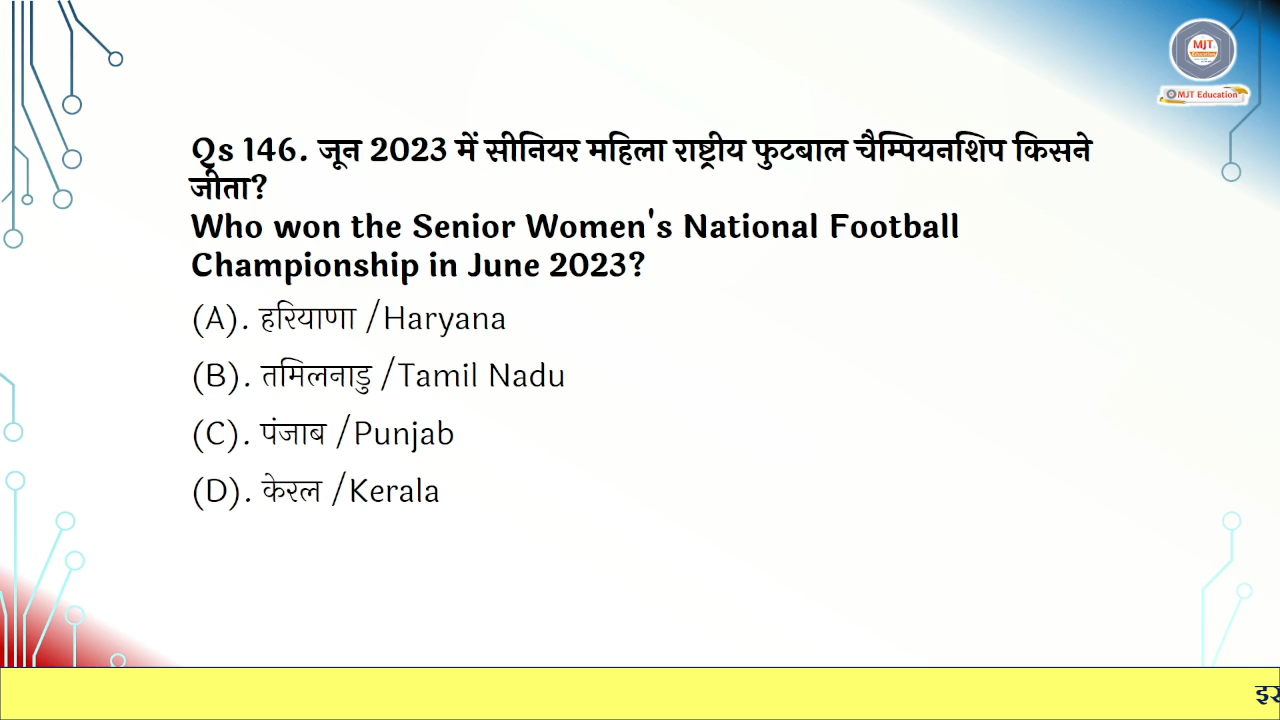 MJT
Education
MJT Education
Qs 146. जून 2023 में सीनियर महिला राष्ट्रीय फुटबाल चैम्पियनशिप किसने
जीता?
Who won the Senior Women's National Football
Championship in June 2023?
(A). हरियाणा /Haryana
(B). तमिलनाडु /Tamil Nadu
(C). पंजाब /Punjab
(D). केरल /Kerala